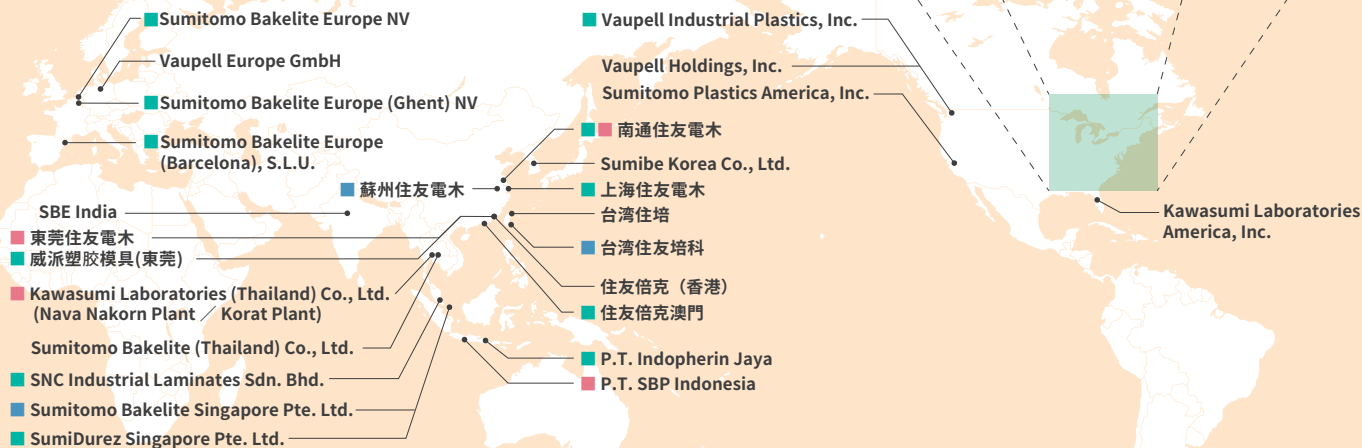 Sumitomo Bakelite Europe NV
Vaupell Europe GmbH
Sumitomo Bakelite Europe (Ghent) NV
Sumitomo Bakelite Europe
(Barcelona), S.L.U.
蘇州住友電木
SBE India
東莞住友電木
威派塑胶模具(東莞)
Kawasumi Laboratories (Thailand) Co., Ltd.
(Nava Nakorn Plant ／ Korat Plant)
Sumitomo Bakelite (Thailand) Co., Ltd.
SNC Industrial Laminates Sdn. Bhd.
Sumitomo Bakelite Singapore Pte. Ltd.
SumiDurez Singapore Pte. Ltd.
Vaupell Industrial Plastics, Inc.
Vaupell Holdings, Inc.
Sumitomo Plastics America, Inc.
南通住友電木
Sumibe Korea Co., Ltd.
上海住友電木
台湾住培
台湾住友培科
住友倍克（香港）
住友倍克澳門
P.T. Indopherin Jaya
P.T. SBP Indonesia
Kawasumi Laboratories
America, Inc.